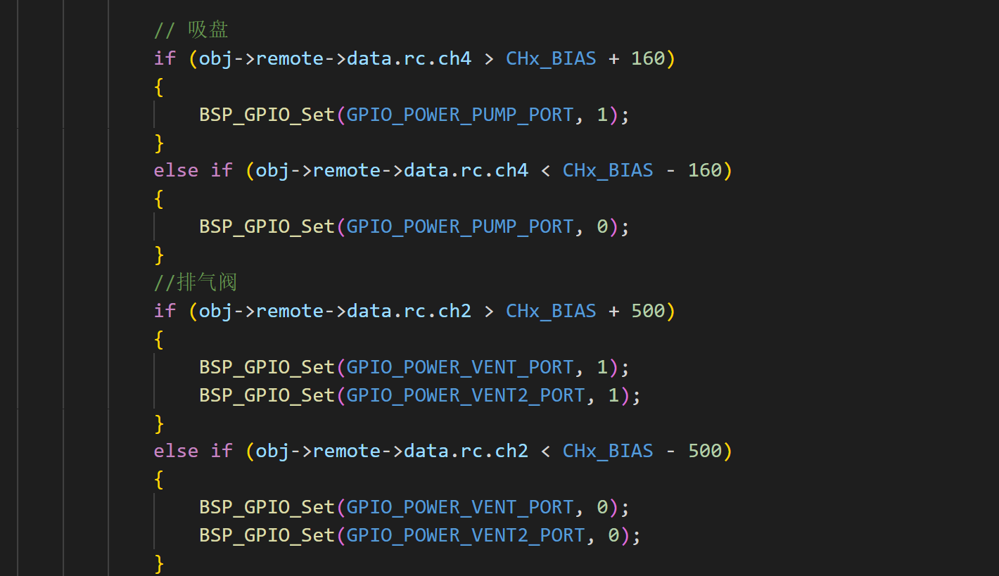 // 吸盘
if (obj->remote->data.rc.ch4 > CHx_BIAS + 160)
{
BSP_GPIO_Set(GPIO_POWER_PUMP_PORT, 1);
}
else if (obj->remote->data.rc.ch4 < CHx_BIAS - 160)
{
BSP_GPIO_Set(GPIO_POWER_PUMP_PORT, 0);
}
//排气阀
if (obj->remote->data.rc.ch2 > CHx_BIAS + 500)
{
BSP_GPIO_Set(GPIO_POWER_VENT_PORT, 1);
BSP_GPIO_Set(GPIO_POWER_VENT2_PORT, 1);
}
else if (obj->remote->data.rc.ch2 < CHx_BIAS - 500)
{
BSP_GPIO_Set(GPIO_POWER_VENT_PORT, 0);
BSP_GPIO_Set(GPIO_POWER_VENT2_PORT, 0);
}